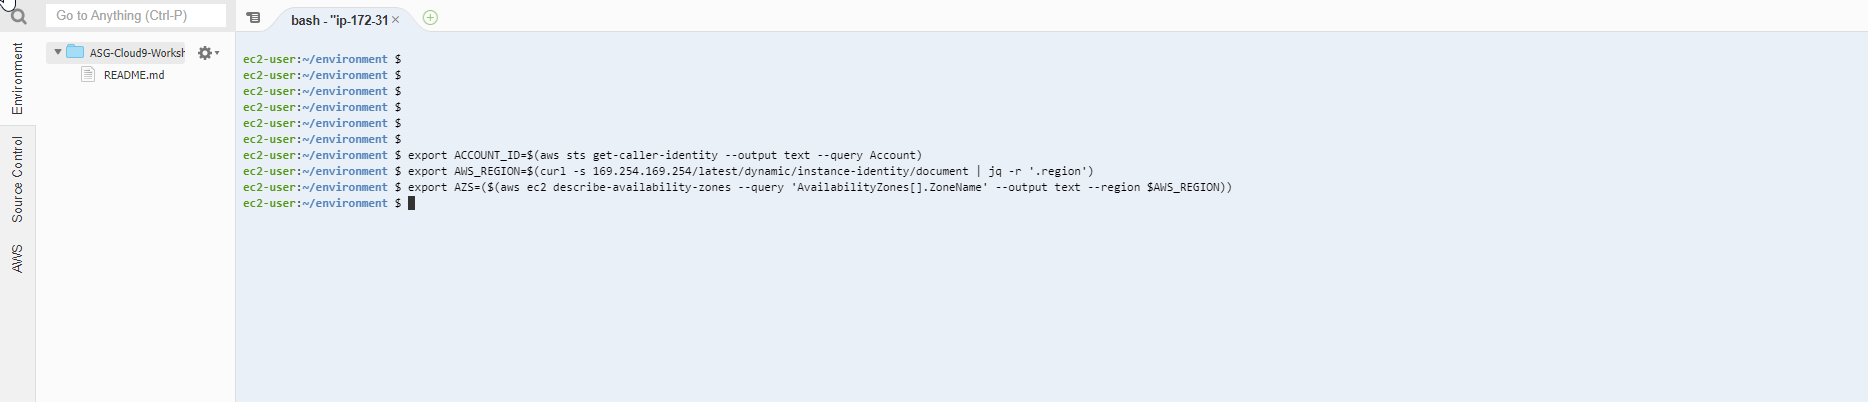 Go to Anything (Ctrl-P)
bash - "ip-172-31
Environment
Source Control
AWS
ASG-Cloud9-Worksh
README.md
ec2-user:~/environment $
ec2-user:~/environment $
ec2-user:~/environment $
ec2-user:~/environment $
ec2-user:~/environment $
ec2-user:~/environment $
ec2-user:~/environment $ export ACCOUNT_ID=$(aws sts get-caller-identity --output text --query Account)
ec2-user:~/environment $ export AWS_REGION=$(curl -s 169.254.169.254/latest/dynamic/instance-identity/document | jq -r '.region')
ec2-user:~/environment $ export AZS=($(aws ec2 describe-availability-zones --query 'AvailabilityZones[].ZoneName' --output text --region $AWS_REGION))
ec2-user:~/environment $